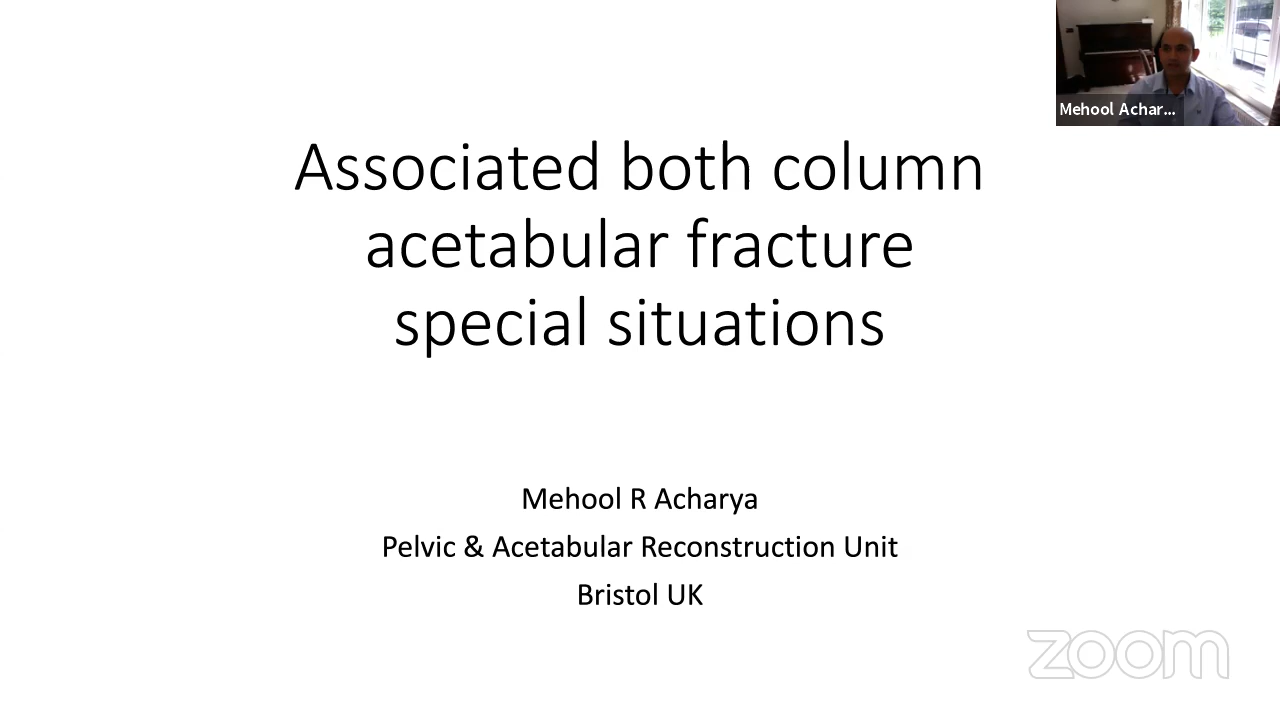 Mehool Achar...
Associated both column
acetabular fracture
special situations
Mehool R Acharya
Pelvic & Acetabular Reconstruction Unit
Bristol UK
zoom